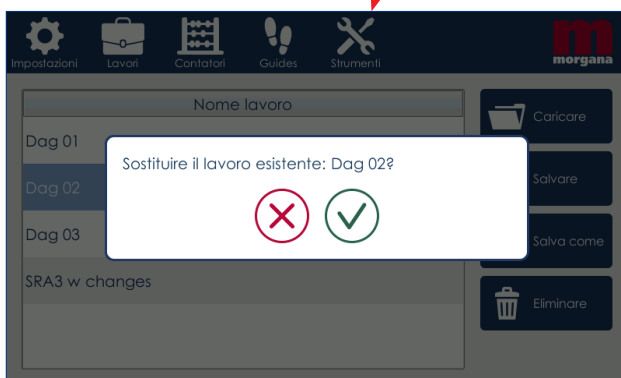 Impostazioni
Lavori
Contatori
Guides
Strumenti
morgana
Nome lavoro
Caricare
Dag 01
Sostituire il lavoro esistente: Dag 02?
Dag 02
Salvare
Dag 03
Salva come
SRA3 w changes
Eliminare